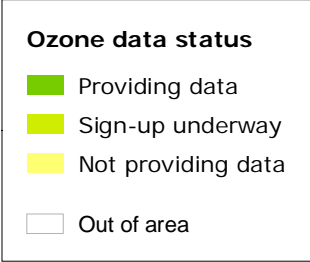 Ozone data status
Providing data
Sign-up underway
Not providing data
Out of area